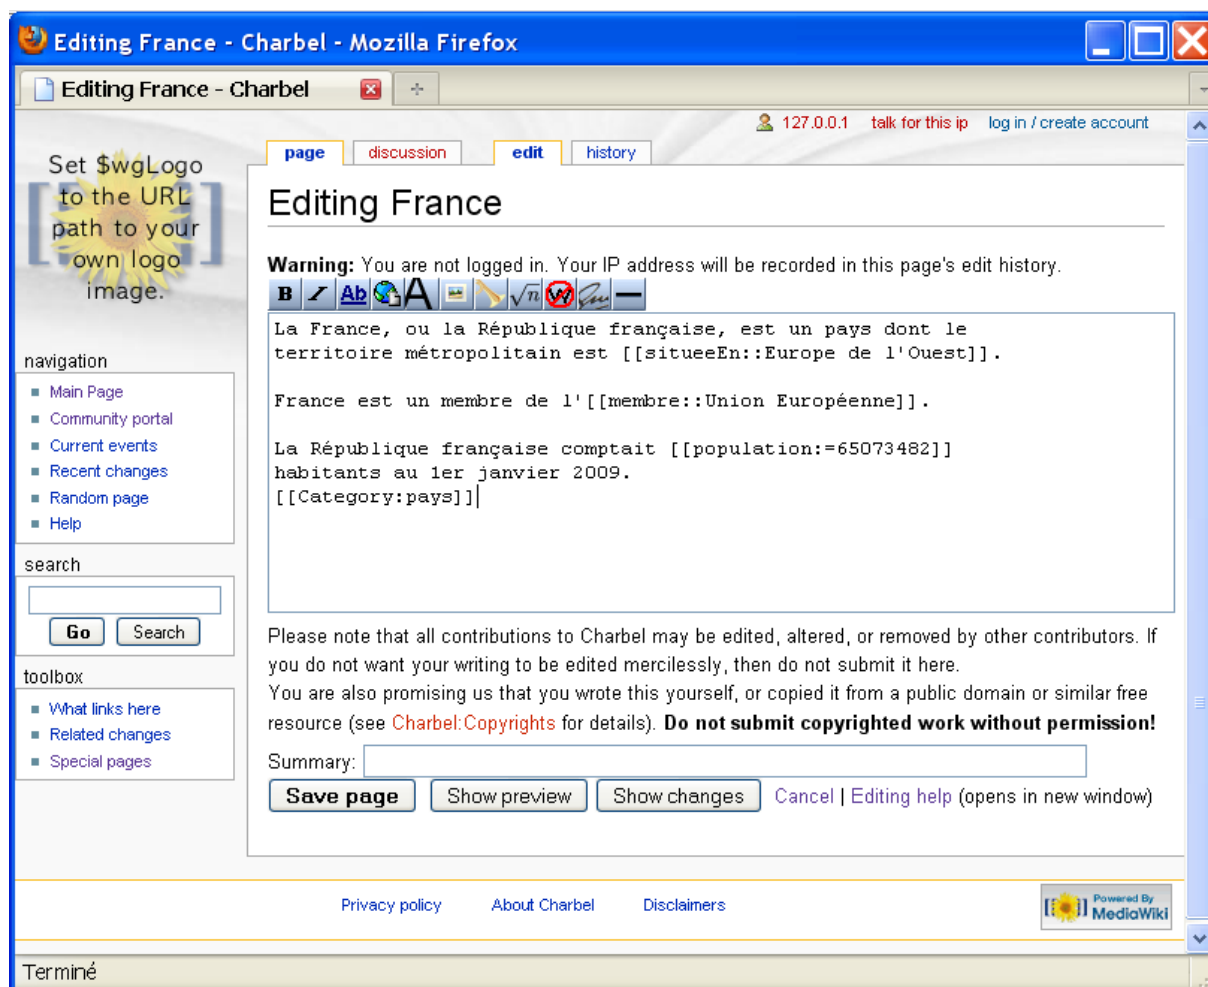 Editing France - Charbel - Mozilla Firefox
Editing France - Charbel
127.0.0.1 talk for this ip log in / create account
Set $wgLogo
to the URL
path to your
own logo
image.
page discussion edit history
Editing France
Warning: You are not logged in. Your IP address will be recorded in this page's edit history.
B I Ab A √n W
La France, ou la République française, est un pays dont le
territoire métropolitain est [[situeeEn::Europe de l'Ouest]].
France est un membre de l'[[membre::Union Européenne]].
La République française comptait [[population:=65073482]]
habitants au 1er janvier 2009.
[[Category:pays]]
navigation
Main Page
Community portal
Current events
Recent changes
Random page
Help
search
Go Search
toolbox
What links here
Related changes
Special pages
Please note that all contributions to Charbel may be edited, altered, or removed by other contributors. If
you do not want your writing to be edited mercilessly, then do not submit it here.
You are also promising us that you wrote this yourself, or copied it from a public domain or similar free
resource (see Charbel:Copyrights for details). Do not submit copyrighted work without permission!
Summary:
Save page Show preview Show changes Cancel | Editing help (opens in new window)
Privacy policy About Charbel Disclaimers
Powered By
MediaWiki
Terminé